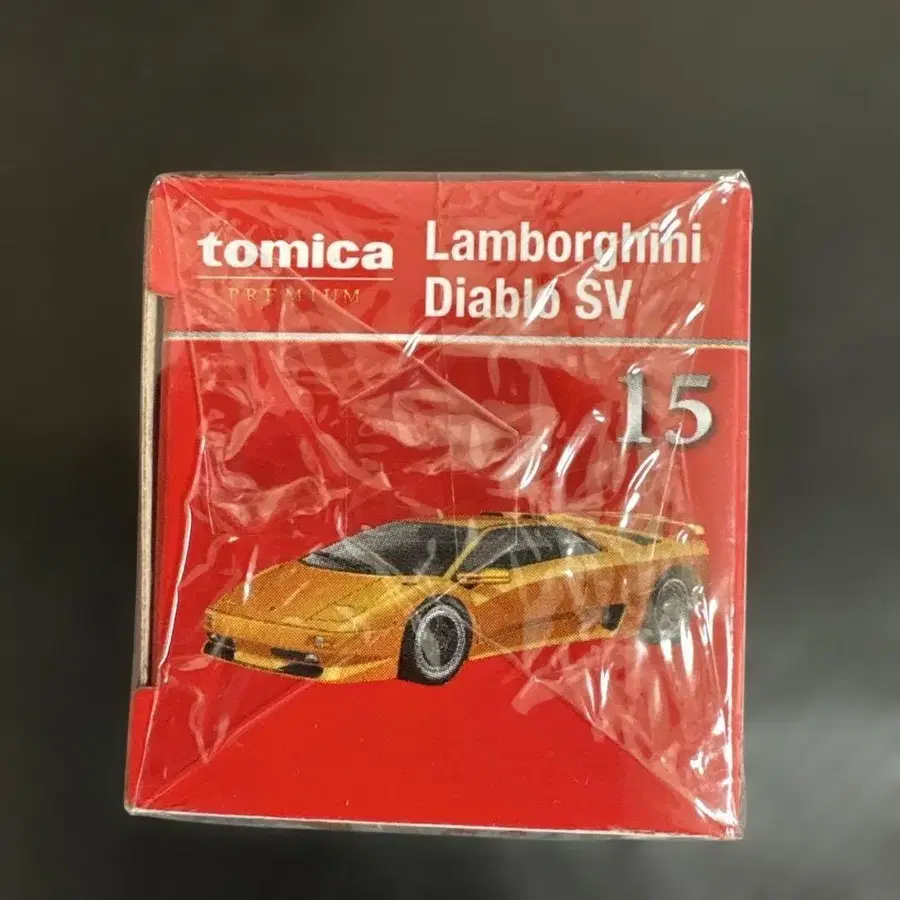 tomica
PREMIUM
Lamborghini
Diablo SV
15